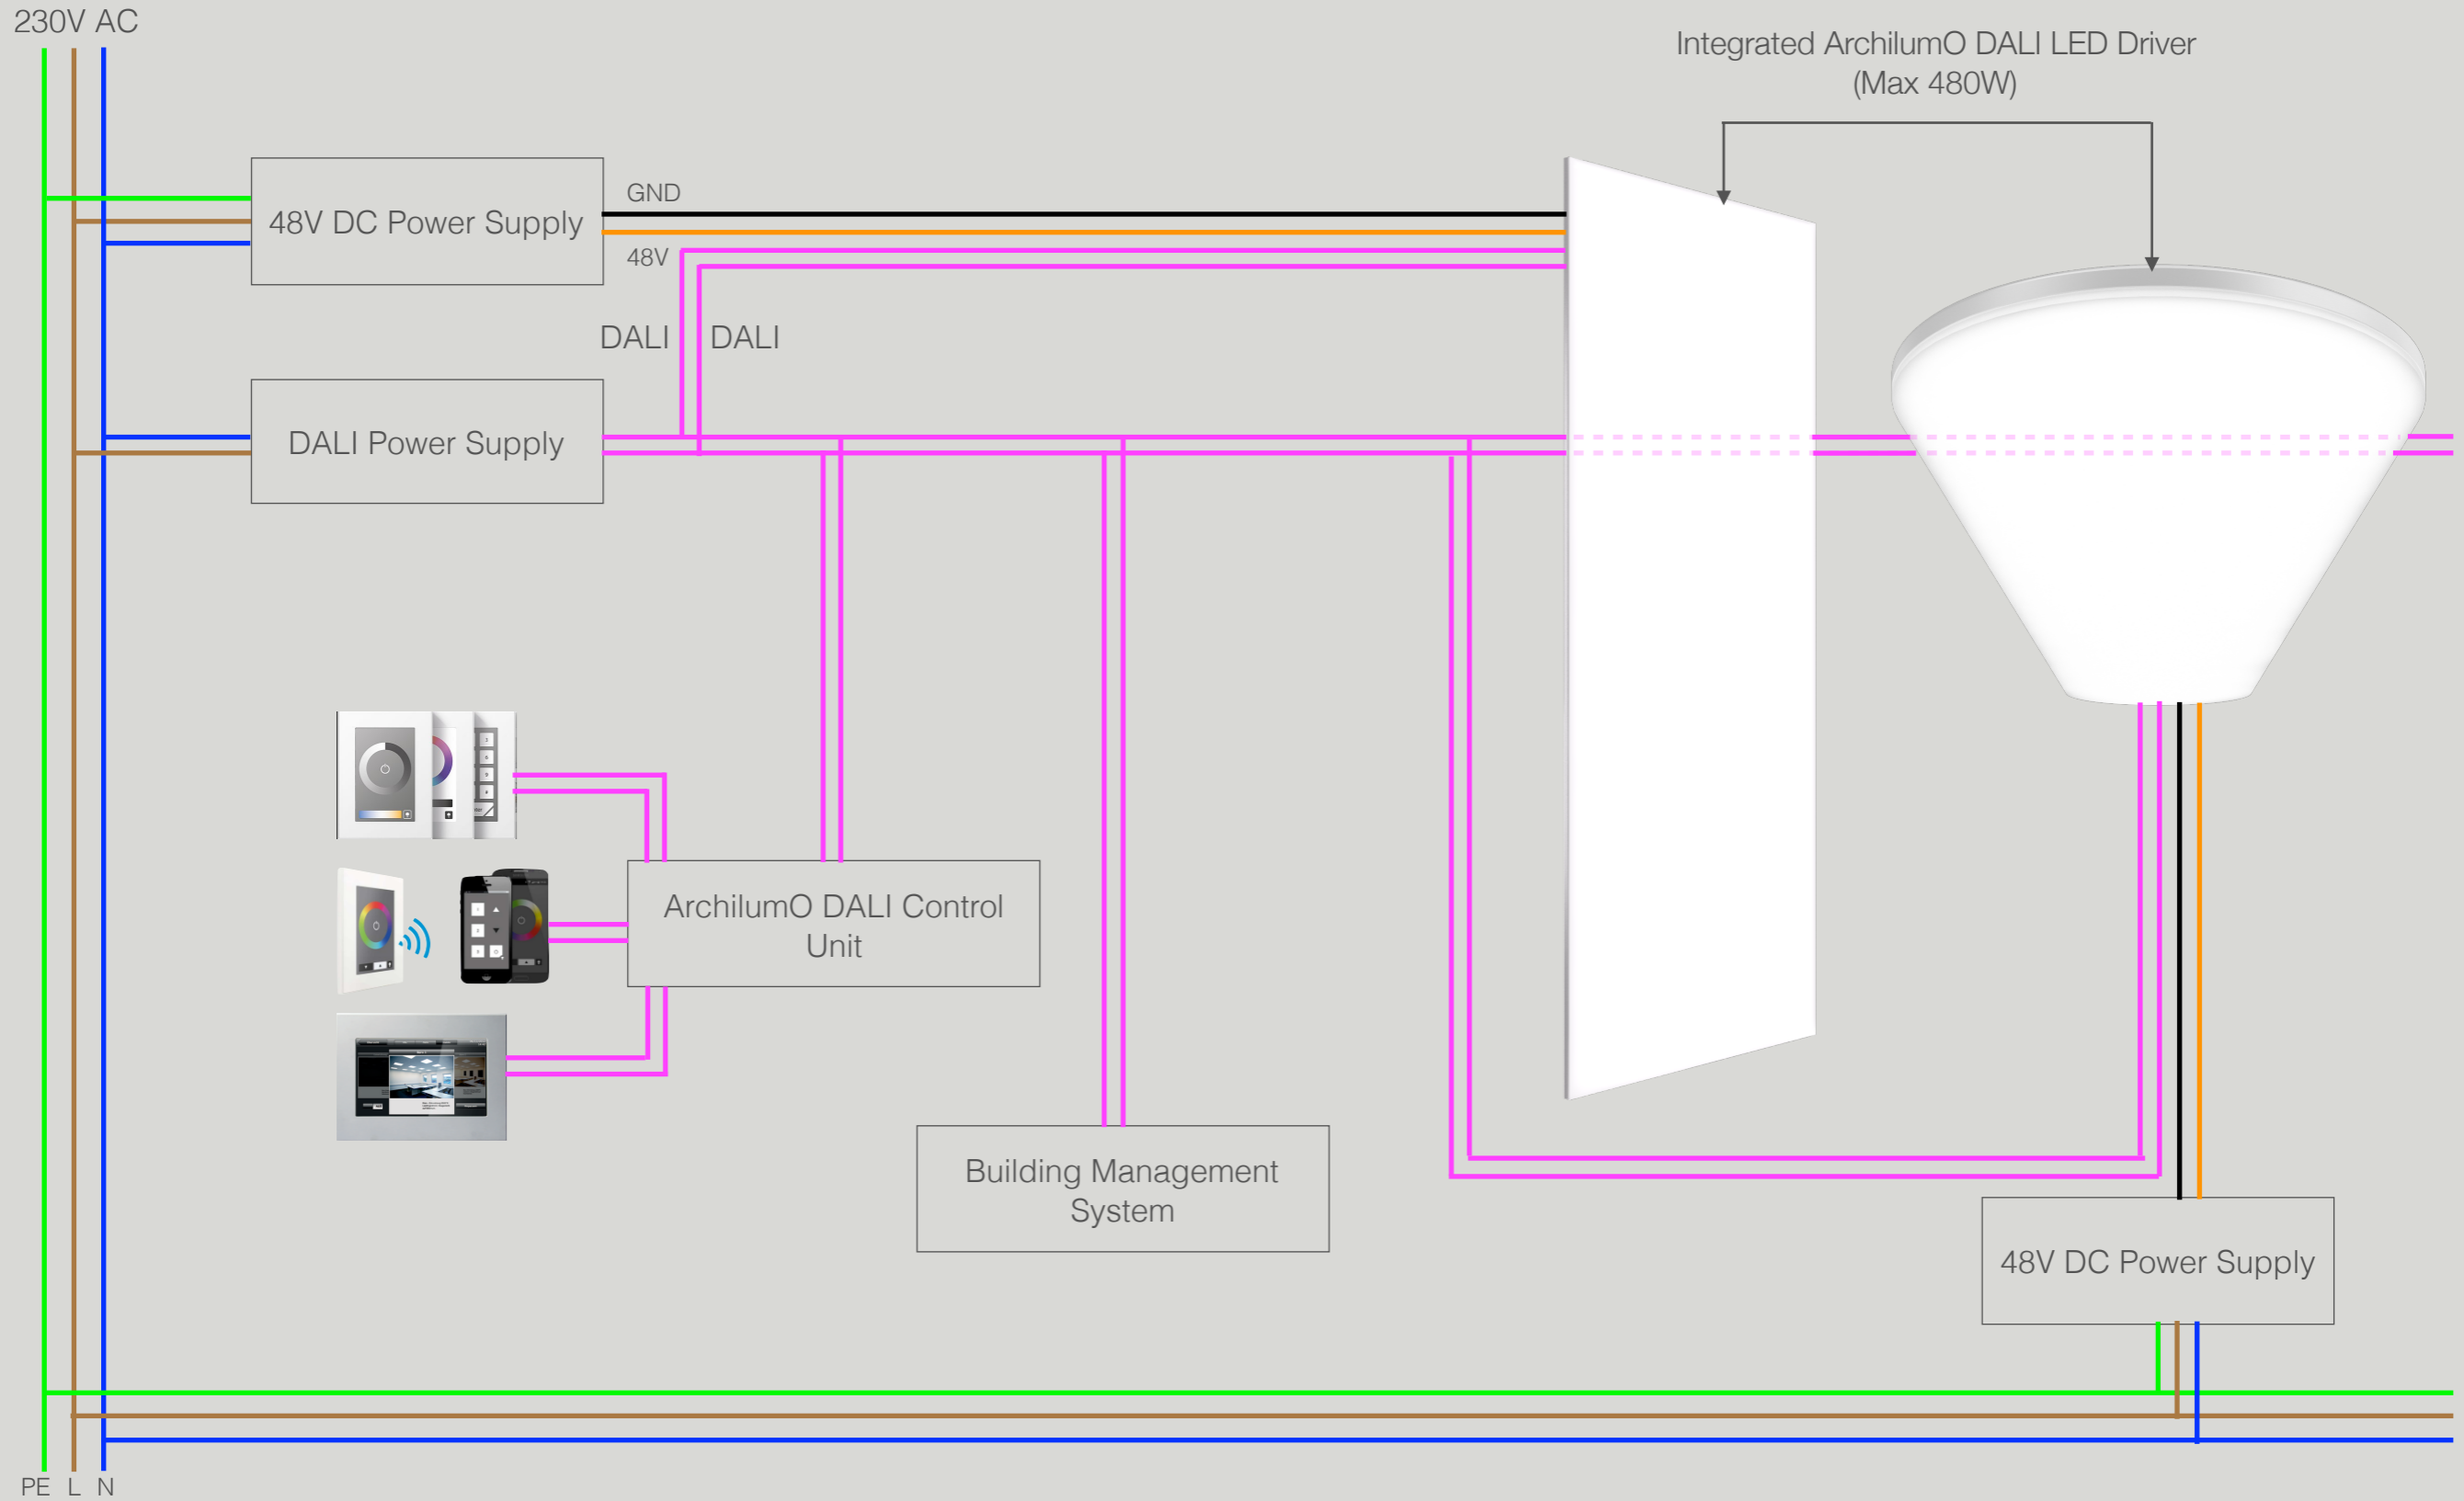 230V AC
Integrated ArchilumO DALI LED Driver
(Max 480W)
GND
48V DC Power Supply
48V
DALI
DALI
DALI Power Supply
ArchilumO DALI Control
Unit
Building Management
System
48V DC Power Supply
PE L N